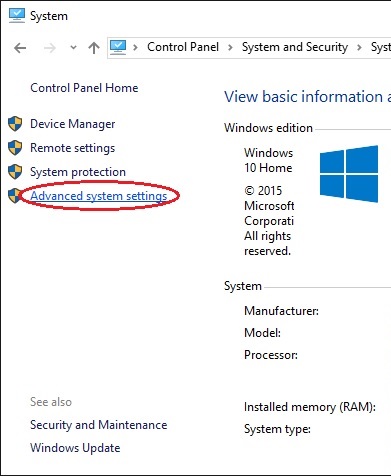 System
Control Panel
System and Security
Syst
Control Panel Home
Device Manager
Remote settings
System protection
Advanced system settings
View basic information a
Windows edition
Windows
10 Home
© 2015
Microsoft
Corporati
All rights
reserved.
System
Manufacturer:
Model:
Processor:
Installed memory (RAM):
System type:
See also
Security and Maintenance
Windows Update